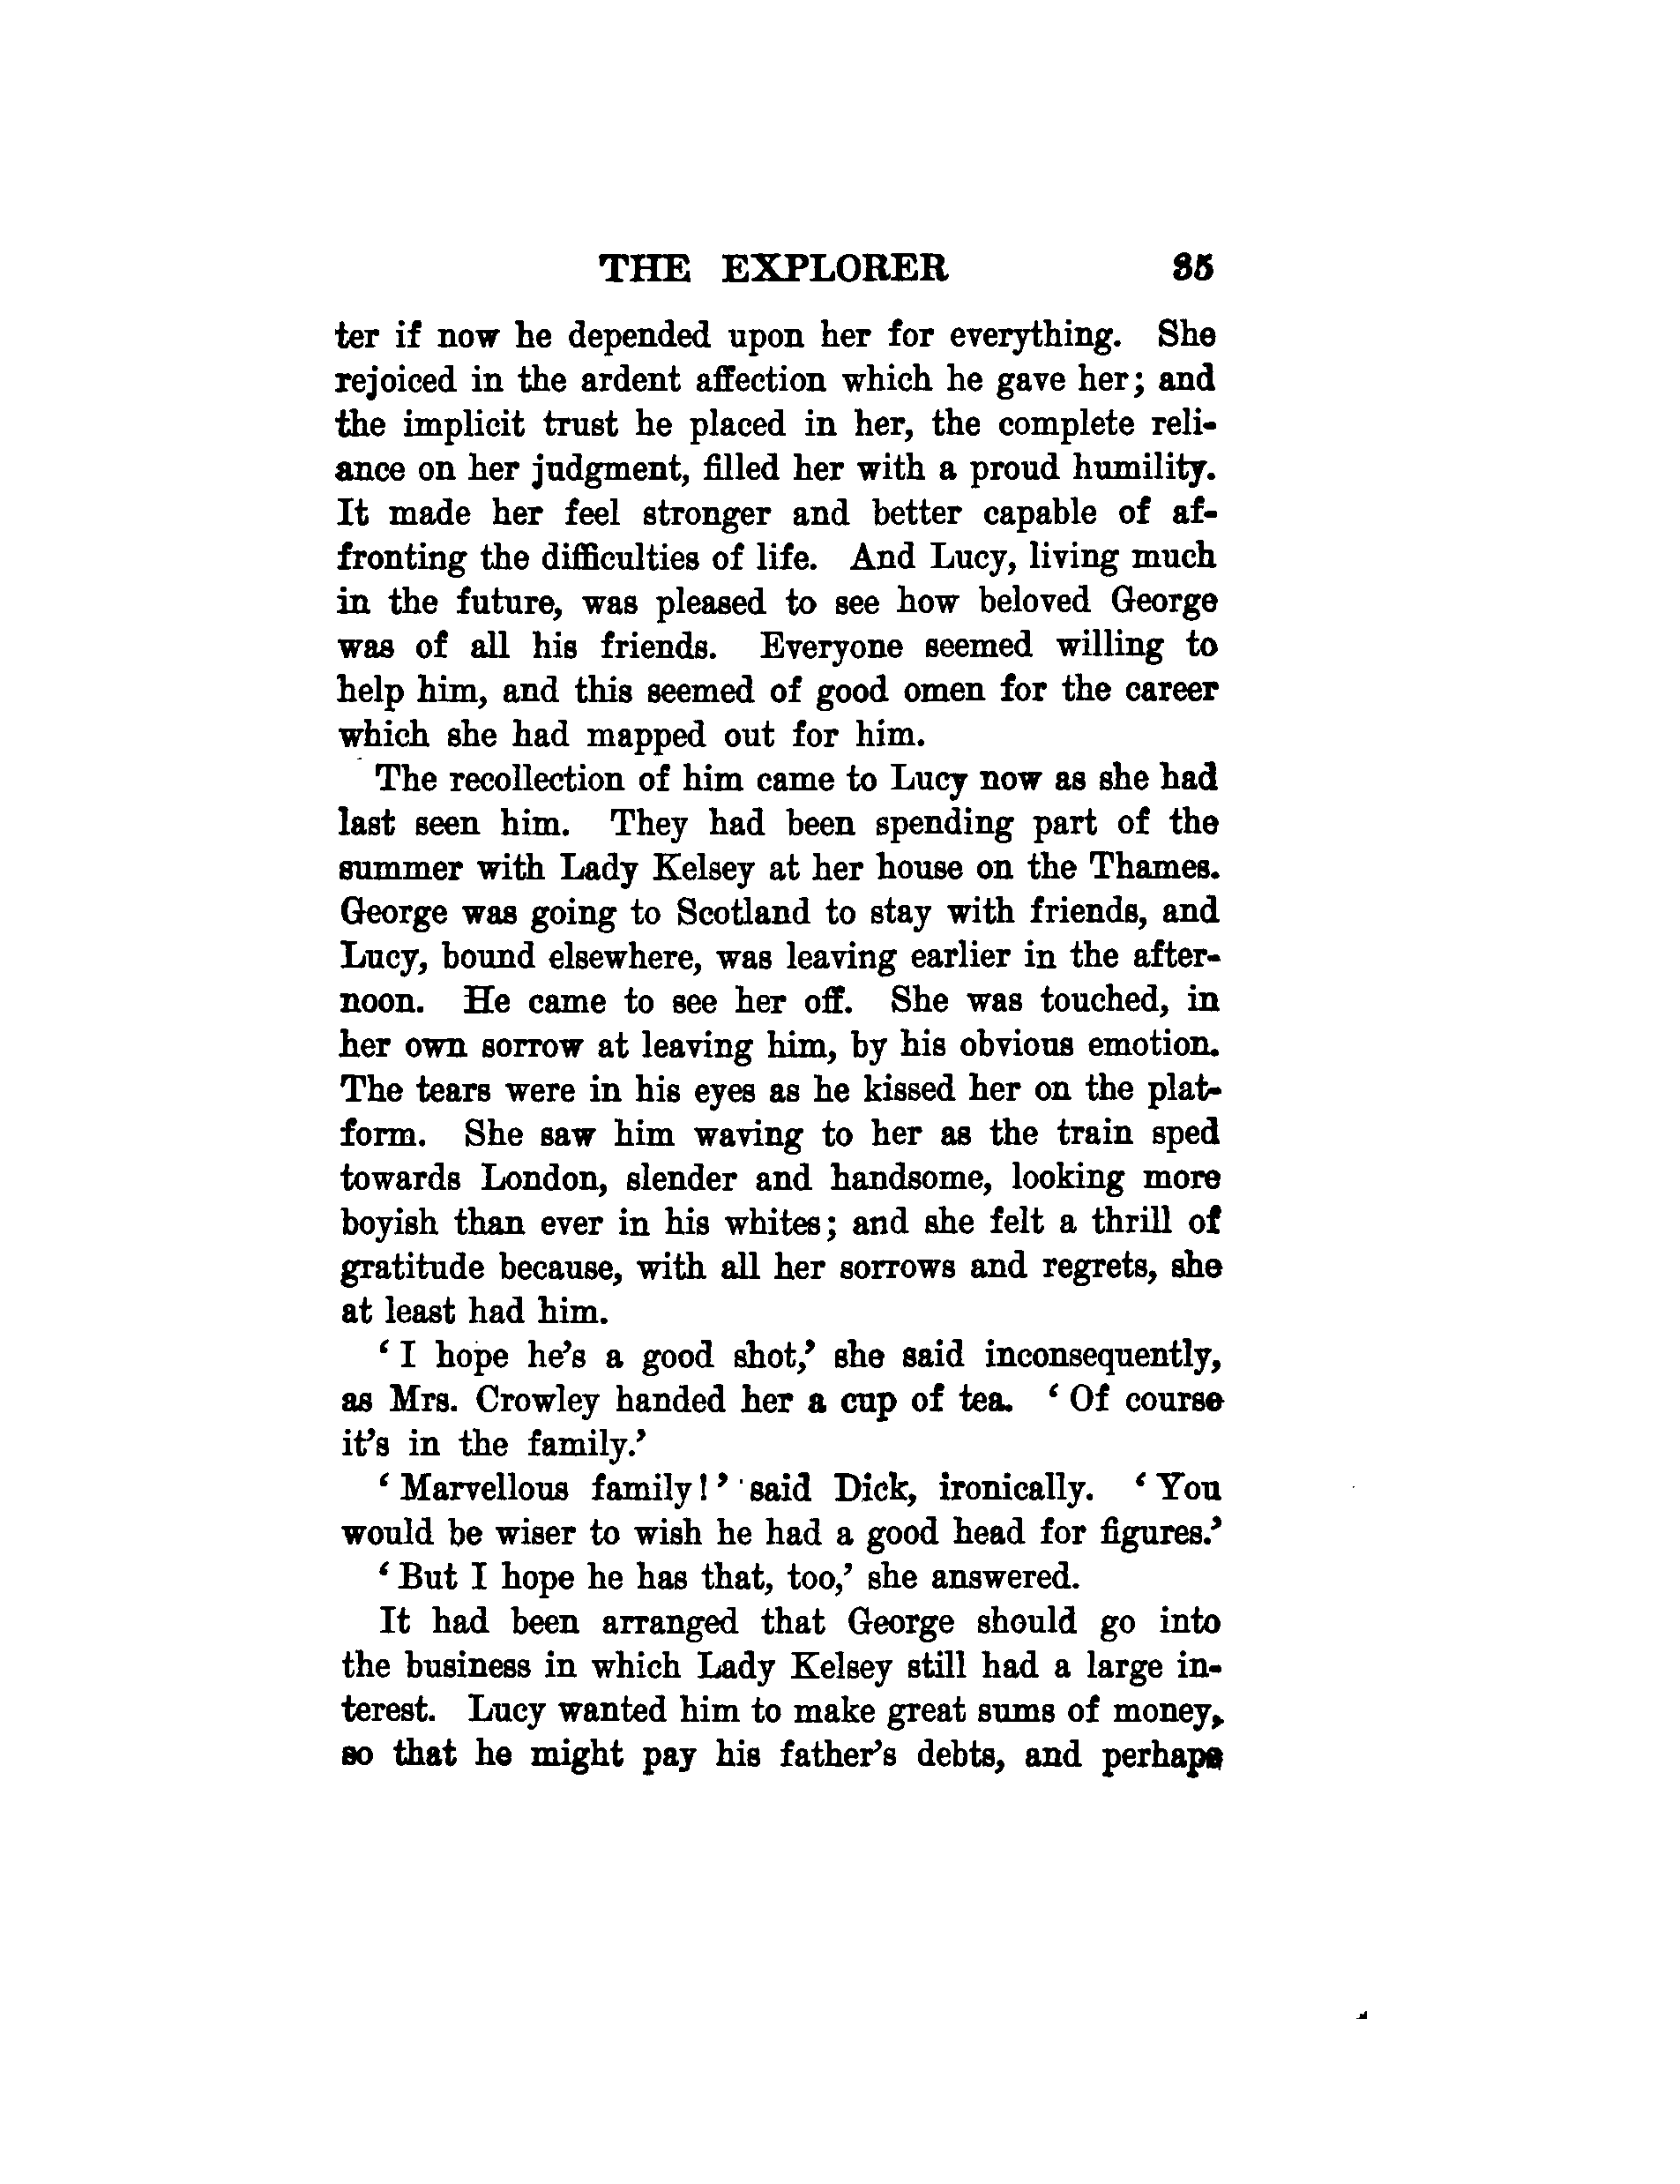 THE EXPLORER 35
ter if now he depended upon her for everything. She
rejoiced in the ardent affection which he gave her; and
the implicit trust he placed in her, the complete reli-
ance on her judgment, filled her with a proud humility.
It made her feel stronger and better capable of af-
fronting the difficulties of life. And Lucy, living much
in the future, was pleased to see how beloved George
was of all his friends. Everyone seemed willing to
help him, and this seemed of good omen for the career
which she had mapped out for him.
The recollection of him came to Lucy now as she had
last seen him. They had been spending part of the
summer with Lady Kelsey at her house on the Thames.
George was going to Scotland to stay with friends, and
Lucy, bound elsewhere, was leaving earlier in the after-
noon. He came to see her off. She was touched, in
her own sorrow at leaving him, by his obvious emotion.
The tears were in his eyes as he kissed her on the plat-
form. She saw him waving to her as the train sped
towards London, slender and handsome, looking more
boyish than ever in his whites; and she felt a thrill of
gratitude because, with all her sorrows and regrets, she
at least had him.
‘I hope he’s a good shot,’ she said inconsequently,
as Mrs. Crowley handed her a cup of tea. ‘Of course
it’s in the family.’
‘Marvellous family!’ said Dick, ironically. ‘You
would be wiser to wish he had a good head for figures.’
‘But I hope he has that, too,’ she answered.
It had been arranged that George should go into
the business in which Lady Kelsey still had a large in-
terest. Lucy wanted him to make great sums of money,
so that he might pay his father’s debts, and perhaps